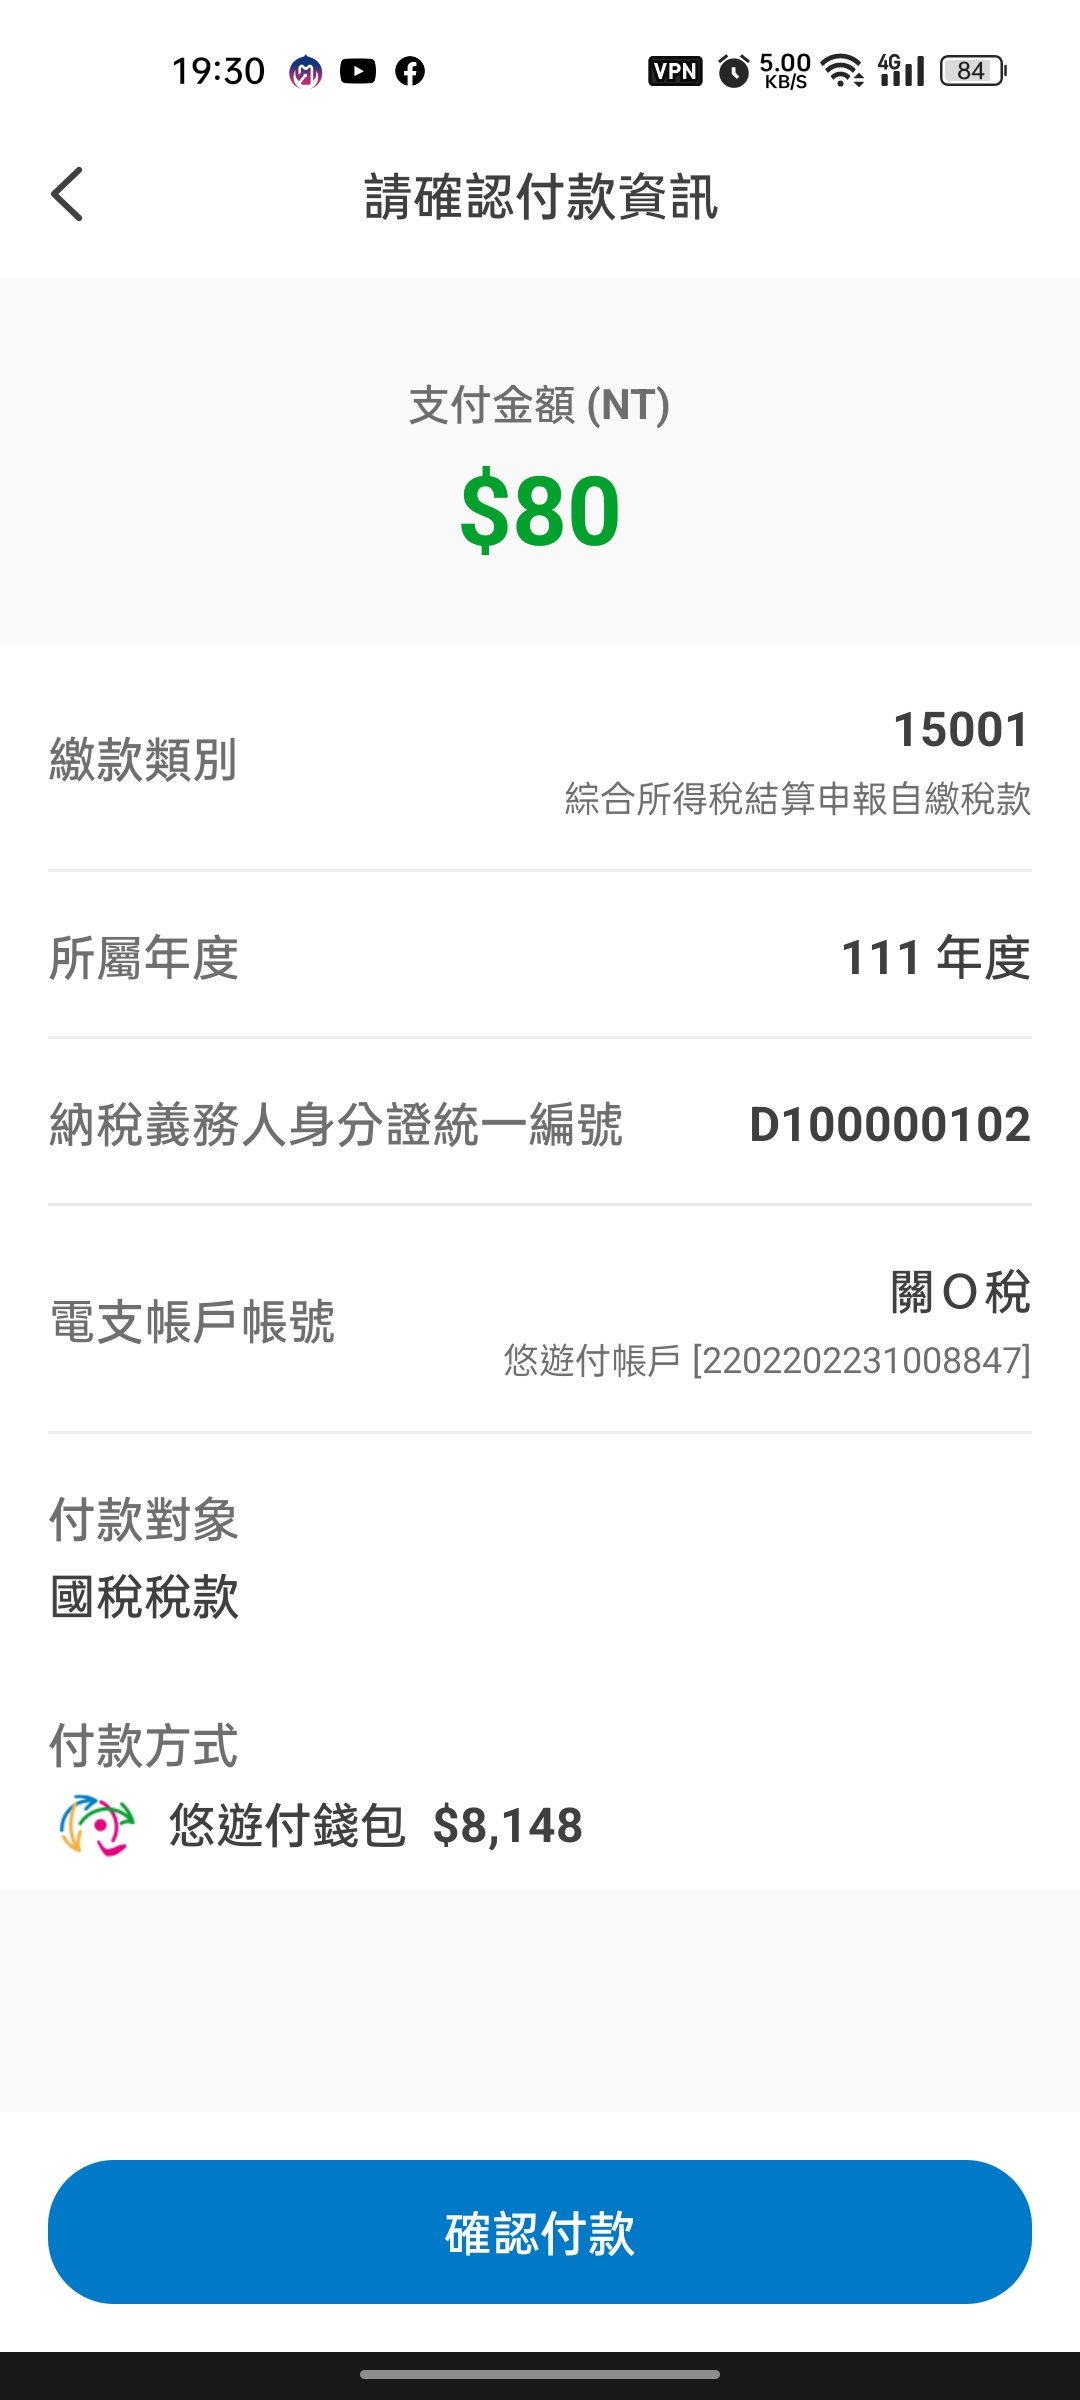 19:30 VPN 5.00 KB/S 4G 84
請確認付款資訊
支付金額 (NT)
$80
繳款類別 15001
綜合所得稅結算申報自繳稅款
所屬年度 111 年度
納稅義務人身分證統一編號 D100000102
電支帳戶帳號 關O稅
悠遊付帳戶 [2202202231008847]
付款對象
國稅稅款
付款方式
悠遊付錢包 $8,148
確認付款